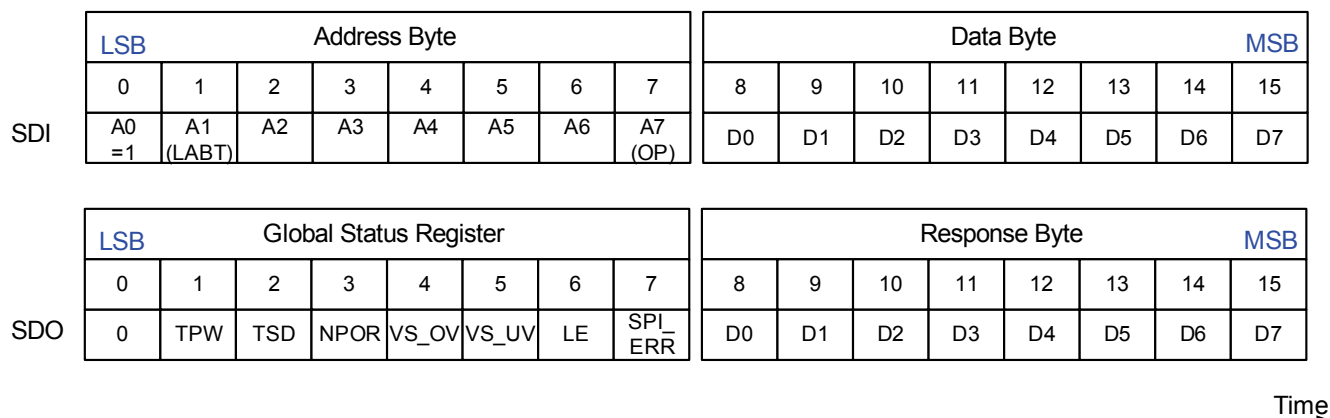 LSB Address Byte Data Byte MSB
0 1 2 3 4 5 6 7 8 9 10 11 12 13 14 15
SDI A0 =1 A1 (LABT) A2 A3 A4 A5 A6 A7 (OP) D0 D1 D2 D3 D4 D5 D6 D7
LSB Global Status Register Response Byte MSB
0 1 2 3 4 5 6 7 8 9 10 11 12 13 14 15
SDO 0 TPW TSD NPOR VS_OV VS_UV LE SPI_ ERR D0 D1 D2 D3 D4 D5 D6 D7
Time